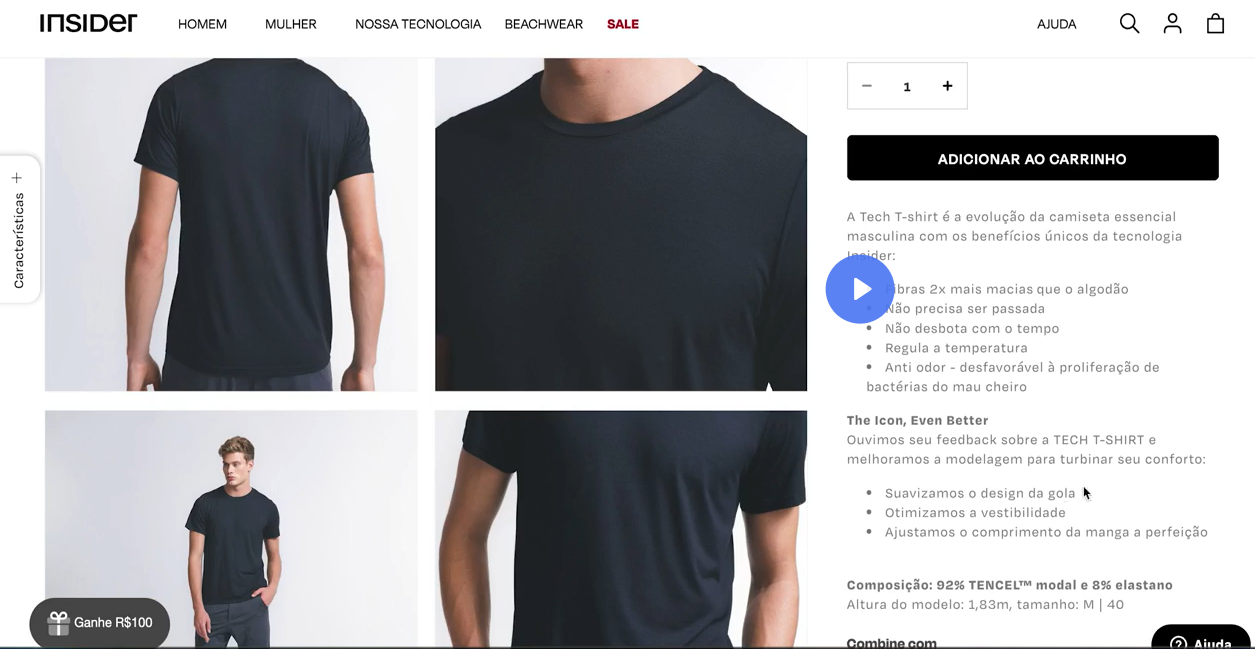 INSIDER
HOMEM
MULHER
NOSSA TECNOLOGIA
BEACHWEAR
SALE
AJUDA
Características
1
ADICIONAR AO CARRINHO
A Tech T-shirt é a evolução da camiseta essencial
masculina com os benefícios únicos da tecnologia
Insider:
Fibras 2x mais macias que o algodão
Não precisa ser passada
Não desbota com o tempo
Regula a temperatura
Anti odor - desfavorável à proliferação de
bactérias do mau cheiro
The Icon, Even Better
Ouvimos seu feedback sobre a TECH T-SHIRT e
melhoramos a modelagem para turbinar seu conforto:
Suavizamos o design da gola
Otimizamos a vestibilidade
Ajustamos o comprimento da manga a perfeição
Composição: 92% TENCEL™ modal e 8% elastano
Altura do modelo: 1,83m, tamanho: M | 40
Combine com
Ganhe R$100
Ajuda